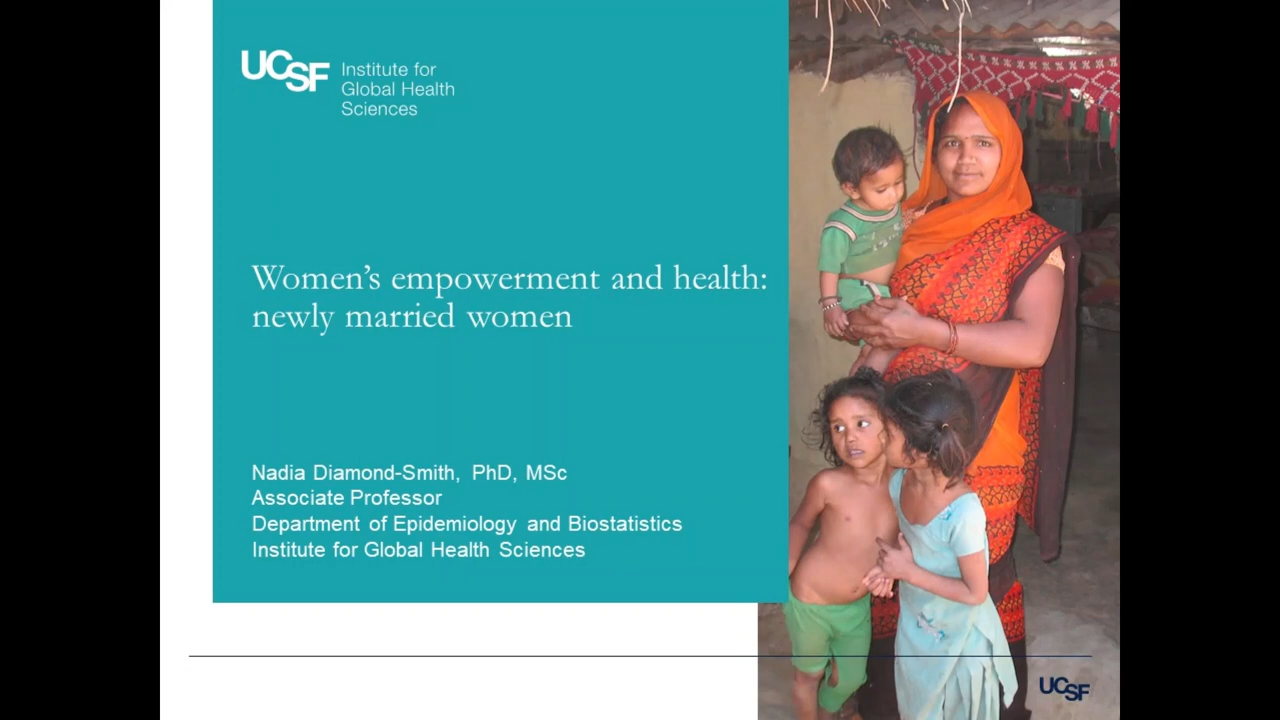 UCSF
Institute for
Global Health
Sciences
Women’s empowerment and health:
newly married women
Nadia Diamond-Smith, PhD, MSc
Associate Professor
Department of Epidemiology and Biostatistics
Institute for Global Health Sciences
UCSF